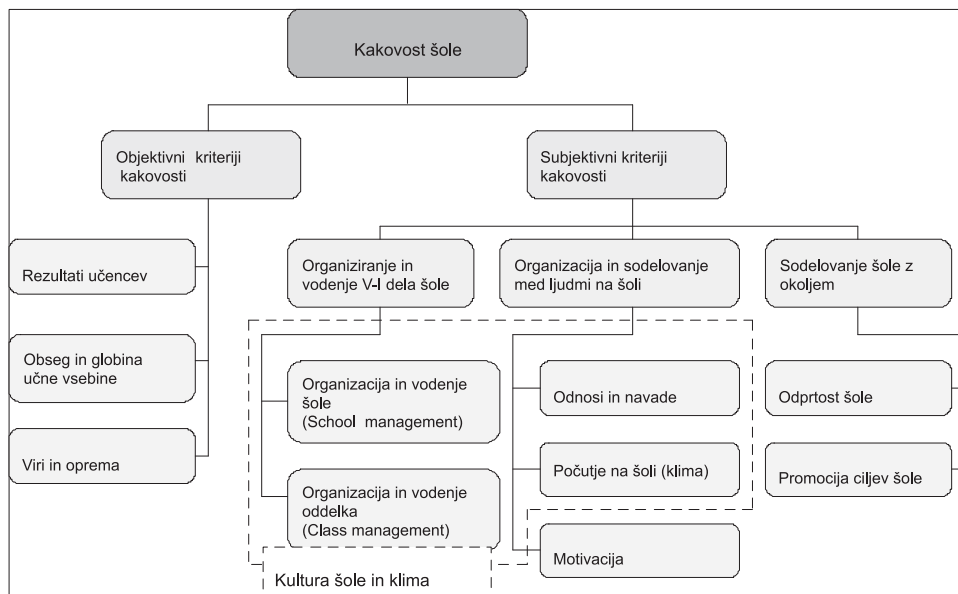 Kakovost šole
Objektivni kriteriji
kakovosti
Subjektivni kriteriji
kakovosti
Rezultati učencev
Obseg in globina
učne vsebine
Viri in oprema
Organiziranje in
vodenje V-I dela šole
Organizacija in sodelovanje
med ljudmi na šoli
Sodelovanje šole z
okoljem
Organizacija in vodenje
šole
(School management)
Organizacija in vodenje
oddelka
(Class management)
Kultura šole in klima
Odnosi in navade
Počutje na šoli (klima)
Motivacija
Odprtost šole
Promocija ciljev šole